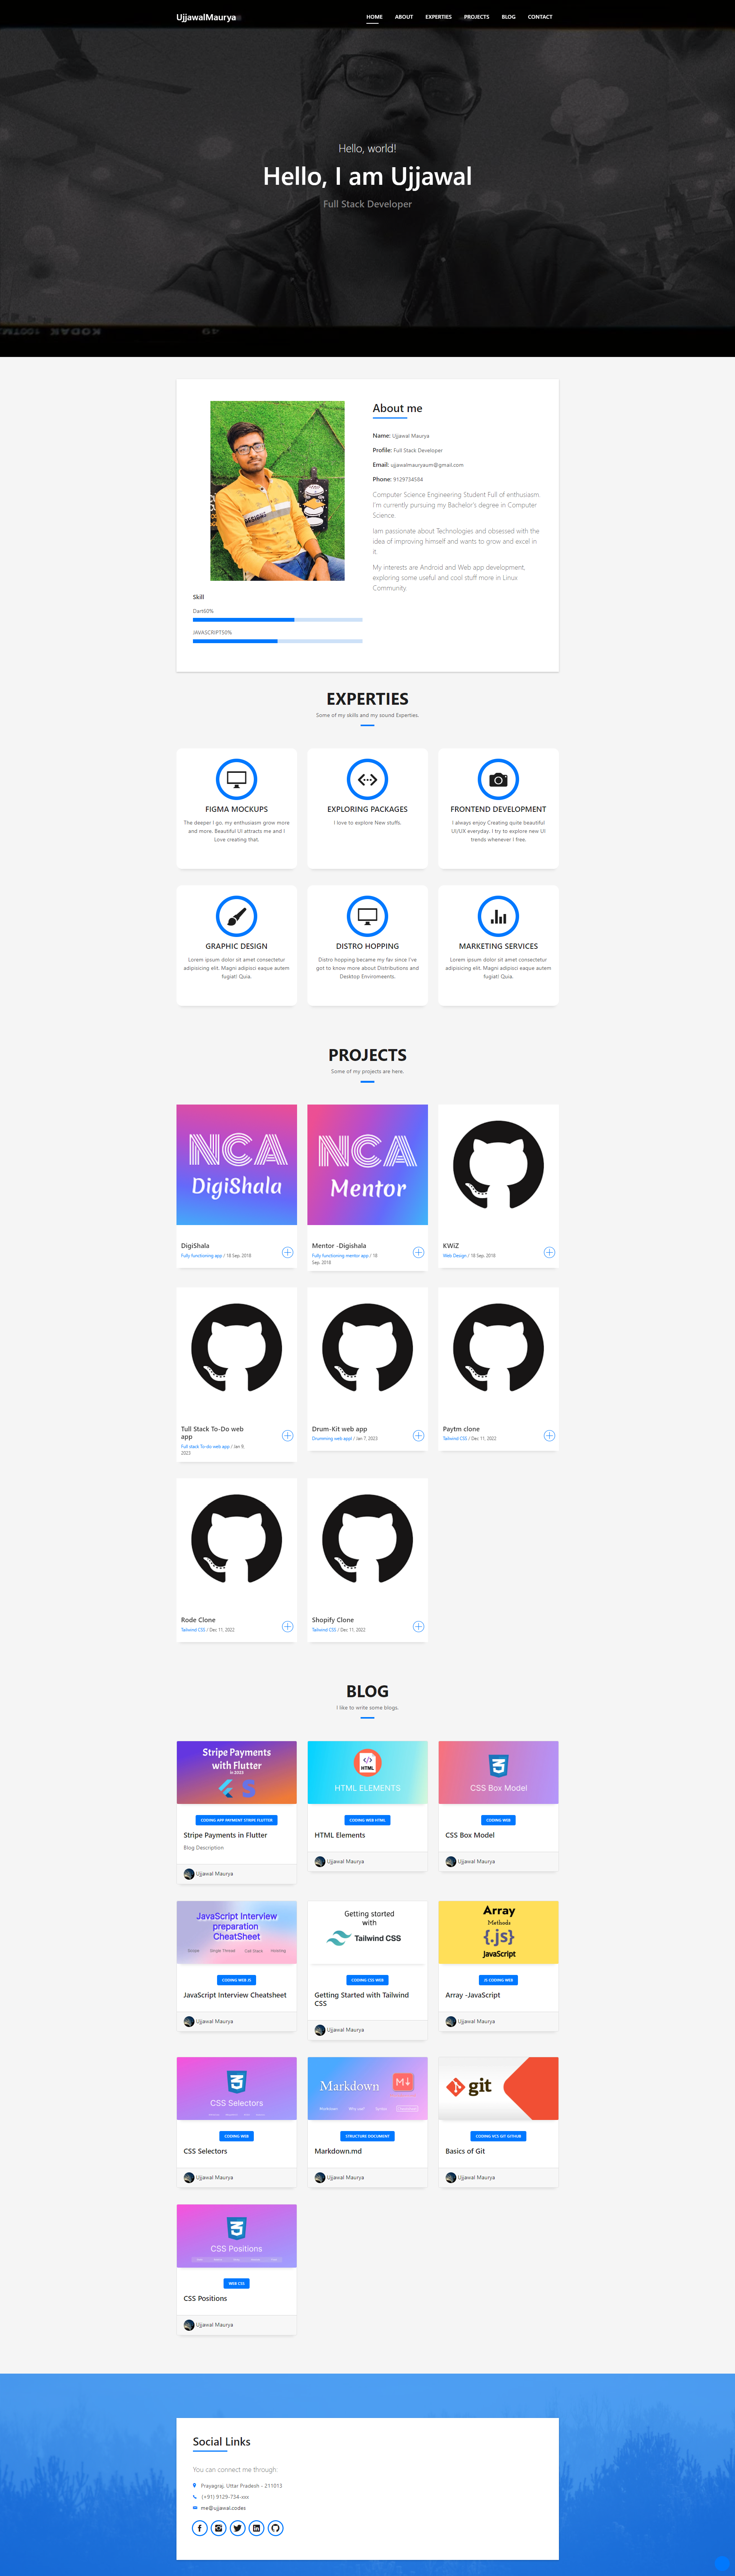 UjjawalMaurya
HOME ABOUT EXPERTIES PROJECTS BLOG CONTACT
Hello, world!
Hello, I am Ujjawal
Full Stack Developer
KODAK
49
About me
Name: Ujjawal Maurya
Profile: Full Stack Developer
Email: ujjawalmauryaum@gmail.com
Phone: 9129734584
Computer Science Engineering Student Full of enthusiasm.
I'm currently pursuing my Bachelor's degree in Computer
Science.
Iam passionate about Technologies and obsessed with the
idea of improving himself and wants to grow and excel in
it.
My interests are Android and Web app development,
exploring some useful and cool stuff more in Linux
Community.
DESIGNS
Skill
Dart60%
JAVASCRIPT50%
EXPERTIES
Some of my skills and my sound Experties.
FIGMA MOCKUPS
The deeper I go, my enthusiasm grow more
and more, Beautiful UI attracts me and I
Love creating that.
EXPLORING PACKAGES
I love to explore New stuffs.
FRONTEND DEVELOPMENT
I always enjoy Creating quite beautiful
UI/UX everyday, I try to explore new UI
trends whenever I free.
GRAPHIC DESIGN
Lorem ipsum dolor sit amet consectetur
adipisicing elit. Magni adipisci eaque autem
fugiat! Quia.
DISTRO HOPPING
Distro hopping became my fav since I've
got to know more about Distributions and
Desktop Enviroments.
MARKETING SERVICES
Lorem ipsum dolor sit amet consectetur
adipisicing elit. Magni adipisci eaque autem
fugiat! Quia.
PROJECTS
Some of my projects are here.
NCA
DigiShala
NCA
Mentor
DigiShala
Fully functioning app / 18 Sep. 2018
Mentor -Digishala
Fully functioning mentor app / 18
Sep. 2018
KWiZ
Web Design / 18 Sep. 2018
Tull Stack To-Do web
app
Full stack To-do web app / Jan 9,
2023
Drum-Kit web app
Drumming web appl / Jan 7, 2023
Paytm clone
Tailwind CSS / Dec 11, 2022
Rode Clone
Tailwind CSS / Dec 11, 2022
Shopify Clone
Tailwind CSS / Dec 11, 2022
BLOG
I like to write some blogs.
Stripe Payments
with Flutter
in 2022
S
CODING APP PAYMENT STRIPE FLUTTER
Stripe Payments in Flutter
Blog Description
Ujjawal Maurya
</>
HTML
HTML ELEMENTS
CODING WEB HTML
HTML Elements
Ujjawal Maurya
CSS Box Model
CODING WEB
CSS Box Model
Ujjawal Maurya
JavaScript Interview
preparation
CheatSheet
Scope Single Thread Call Stack Hoisting
CODING WEB JS
JavaScript Interview Cheatsheet
Ujjawal Maurya
Getting started
with
Tailwind CSS
CODING CSS WEB
Getting Started with Tailwind
CSS
Ujjawal Maurya
Array
Methods
{.js}
JavaScript
JS CODING WEB
Array -JavaScript
Ujjawal Maurya
CSS Selectors
CODING WEB
CSS Selectors
Ujjawal Maurya
Markdown
M
STRUCTURE DOCUMENT
Markdown.md
Ujjawal Maurya
git
CODING VCS GIT GITHUB
Basics of Git
Ujjawal Maurya
CSS Positions
WEB CSS
CSS Positions
Ujjawal Maurya
Social Links
You can connect me through:
Prayagraj, Uttar Pradesh - 211013
(+91) 9129-734-xxx
me@ujjawal.codes